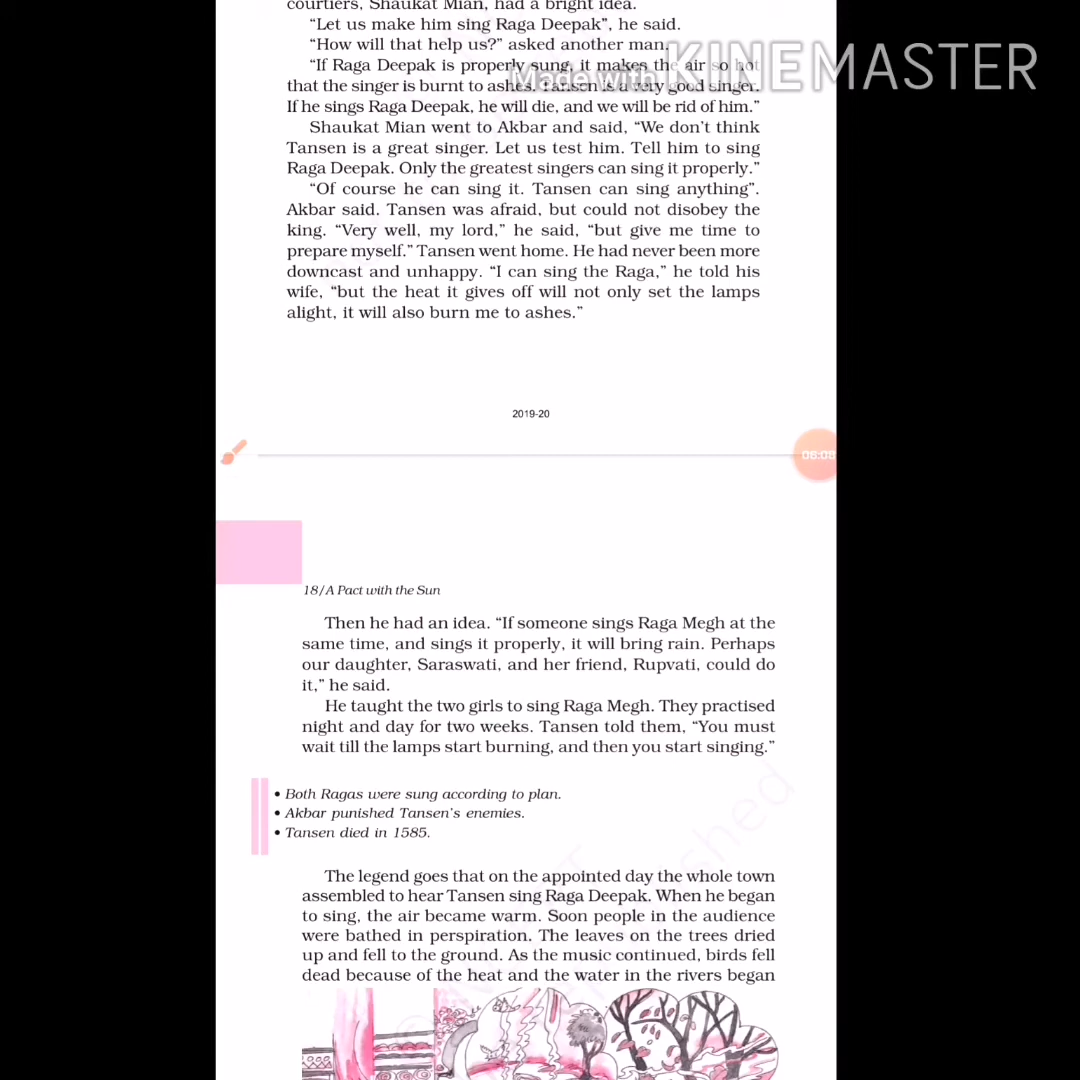 courtiers, Shaukat Mian, had a bright idea.
“Let us make him sing Raga Deepak”, he said.
“How will that help us?” asked another man.
“If Raga Deepak is properly sung, it makes the air so hot
that the singer is burnt to ashes. Tansen is a very good singer.
If he sings Raga Deepak, he will die, and we will be rid of him.”
Made with KINEMASTER
Shaukat Mian went to Akbar and said, “We don’t think
Tansen is a great singer. Let us test him. Tell him to sing
Raga Deepak. Only the greatest singers can sing it properly.”
“Of course he can sing it. Tansen can sing anything”.
Akbar said. Tansen was afraid, but could not disobey the
king. “Very well, my lord,” he said, “but give me time to
prepare myself.” Tansen went home. He had never been more
downcast and unhappy. “I can sing the Raga,” he told his
wife, “but the heat it gives off will not only set the lamps
alight, it will also burn me to ashes.”
2019-20
06:08
18/A Pact with the Sun
Then he had an idea. “If someone sings Raga Megh at the
same time, and sings it properly, it will bring rain. Perhaps
our daughter, Saraswati, and her friend, Rupvati, could do
it,” he said.
He taught the two girls to sing Raga Megh. They practised
night and day for two weeks. Tansen told them, “You must
wait till the lamps start burning, and then you start singing.”
• Both Ragas were sung according to plan.
• Akbar punished Tansen’s enemies.
• Tansen died in 1585.
The legend goes that on the appointed day the whole town
assembled to hear Tansen sing Raga Deepak. When he began
to sing, the air became warm. Soon people in the audience
were bathed in perspiration. The leaves on the trees dried
up and fell to the ground. As the music continued, birds fell
dead because of the heat and the water in the rivers began